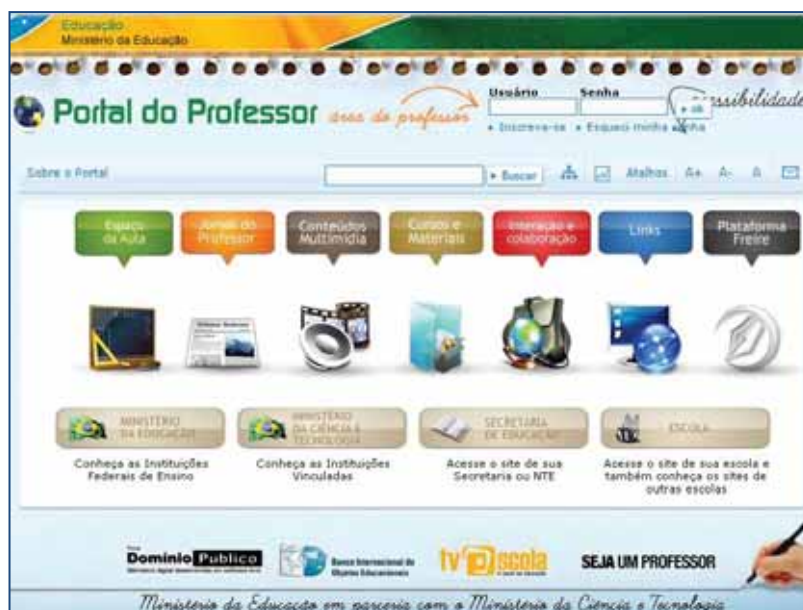 Educação
Ministério da Educação
Portal do Professor
área do professor
Usuário Senha
ok
Inscreva-se Esqueci minha senha
Sobre o Portal
Buscar Atalhos A+ A- A
Espaço da Aula
Jornal do Professor
Conteúdos Multimídia
Cursos e Materiais
Interação e colaboração
Links
Plataforma Freire
MINISTÉRIO
DA EDUCAÇÃO
Conheça as Instituições
Federais de Ensino
MINISTÉRIO
DA CIÊNCIA E
TECNOLOGIA
Conheça as Instituições
Vinculadas
SECRETARIA
DE EDUCAÇÃO
Acesse o site de sua
Secretaria ou NTE
ESCOLA
Acesse o site de sua escola e
também conheça os sites de
outras escolas
Domínio Público
Banco Internacional de
Objetos Educacionais
tv escola
SEJA UM PROFESSOR
Ministério da Educação em parceria com o Ministério da Ciência e Tecnologia